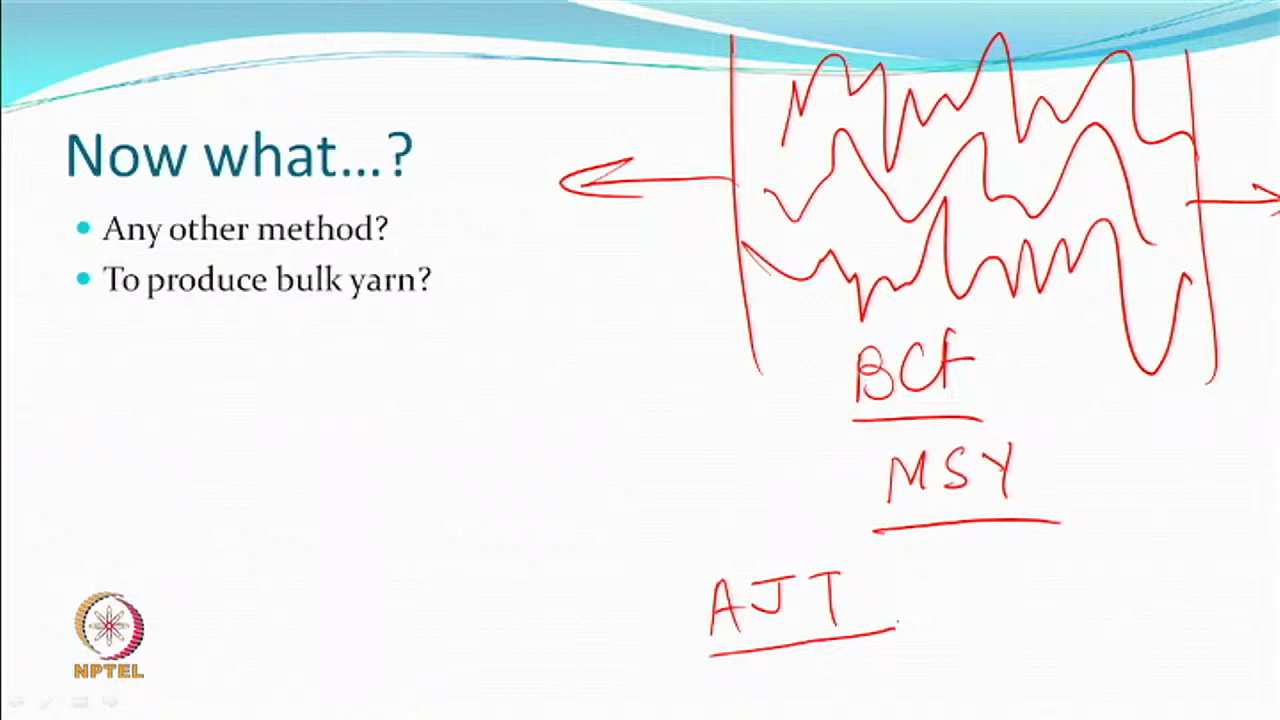 Now what...?
Any other method?
To produce bulk yarn?
BCF
MSY
AJT
NPTEL